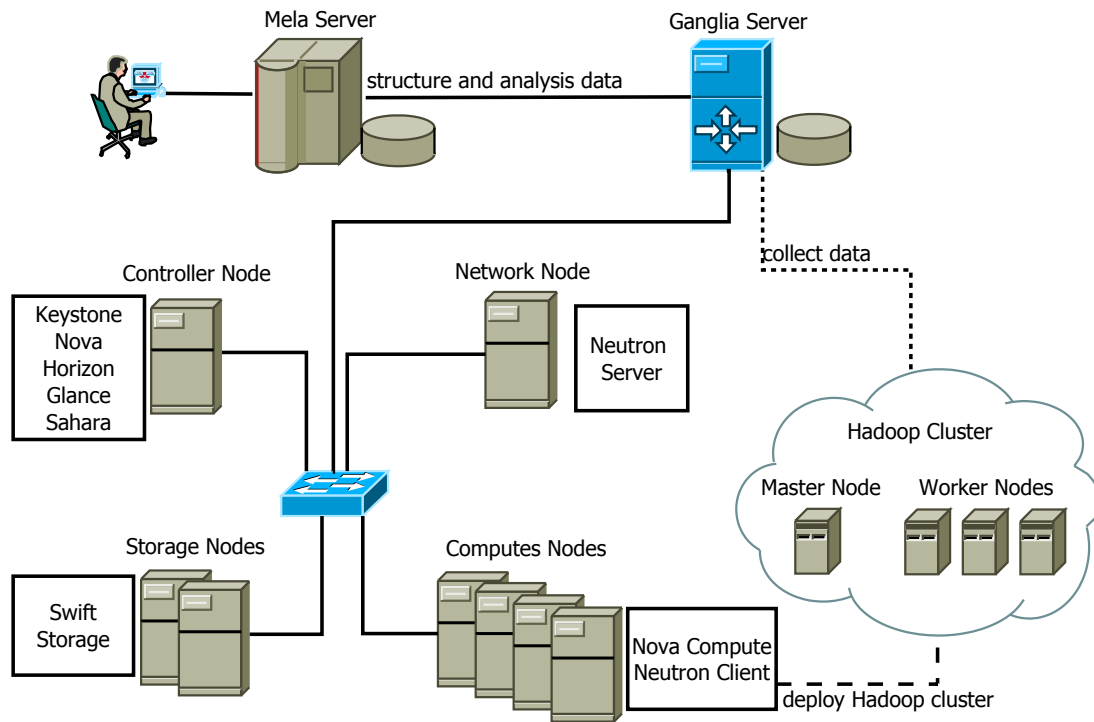 Mela Server
Ganglia Server
structure and analysis data
collect data
Controller Node
Network Node
Keystone
Nova
Horizon
Glance
Sahara
Neutron
Server
Hadoop Cluster
Master Node
Worker Nodes
Storage Nodes
Computes Nodes
Swift
Storage
Nova Compute
Neutron Client
deploy Hadoop cluster